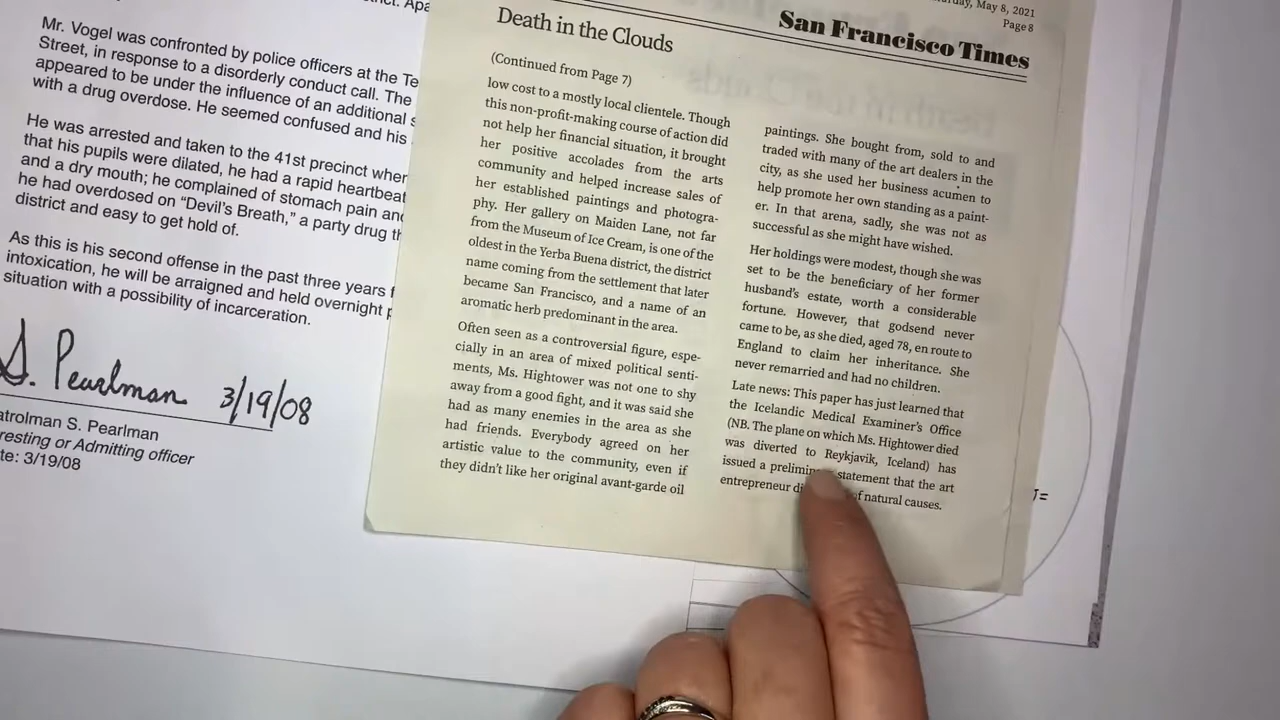 Mr. Vogel was confronted by police officers at the
Street, in response to a disorderly conduct call. The
appeared to be under the influence of an additional
with a drug overdose. He seemed confused and his
He was arrested and taken to the 41st precinct
that his pupils were dilated, he had a rapid heartbeat
and a dry mouth; he complained of stomach pain
he had overdosed on “Devil’s Breath,” a party drug
district and easy to get hold of.
As this is his second offense in the past three years
intoxication, he will be arraigned and held overnight
situation with a possibility of incarceration.
S. Pearlman 3/19/08
Patrolman S. Pearlman
Arresting or Admitting officer
Date: 3/19/08
May 8, 2021
Page 8
San Francisco Times
Death in the Clouds
(Continued from Page 7)
low cost to a mostly local clientele. Though
this non-profit-making course of action did
not help her financial situation, it brought
her positive accolades from the arts
community and helped increase sales of
her established paintings and photogra-
phy. Her gallery on Maiden Lane, not far
from the Museum of Ice Cream, is one of the
oldest in the Yerba Buena district, the district
name coming from the settlement that later
became San Francisco, and a name of an
aromatic herb predominant in the area.
Often seen as a controversial figure, espe-
cially in an area of mixed political senti-
ments, Ms. Hightower was not one to shy
away from a good fight, and it was said she
had as many enemies in the area as she
had friends. Everybody agreed on her
artistic value to the community, even if
they didn’t like her original avant-garde oil
paintings. She bought from, sold to and
traded with many of the art dealers in the
city, as she used her business acumen to
help promote her own standing as a paint-
er. In that arena, sadly, she was not as
successful as she might have wished.
Her holdings were modest, though she was
set to be the beneficiary of her former
husband’s estate, worth a considerable
fortune. However, that godsend never
came to be, as she died, aged 78, en route to
England to claim her inheritance. She
never remarried and had no children.
Late news: This paper has just learned that
the Icelandic Medical Examiner’s Office
(NB. The plane on which Ms. Hightower died
was diverted to Reykjavik, Iceland) has
issued a preliminary statement that the art
entrepreneur of natural causes.